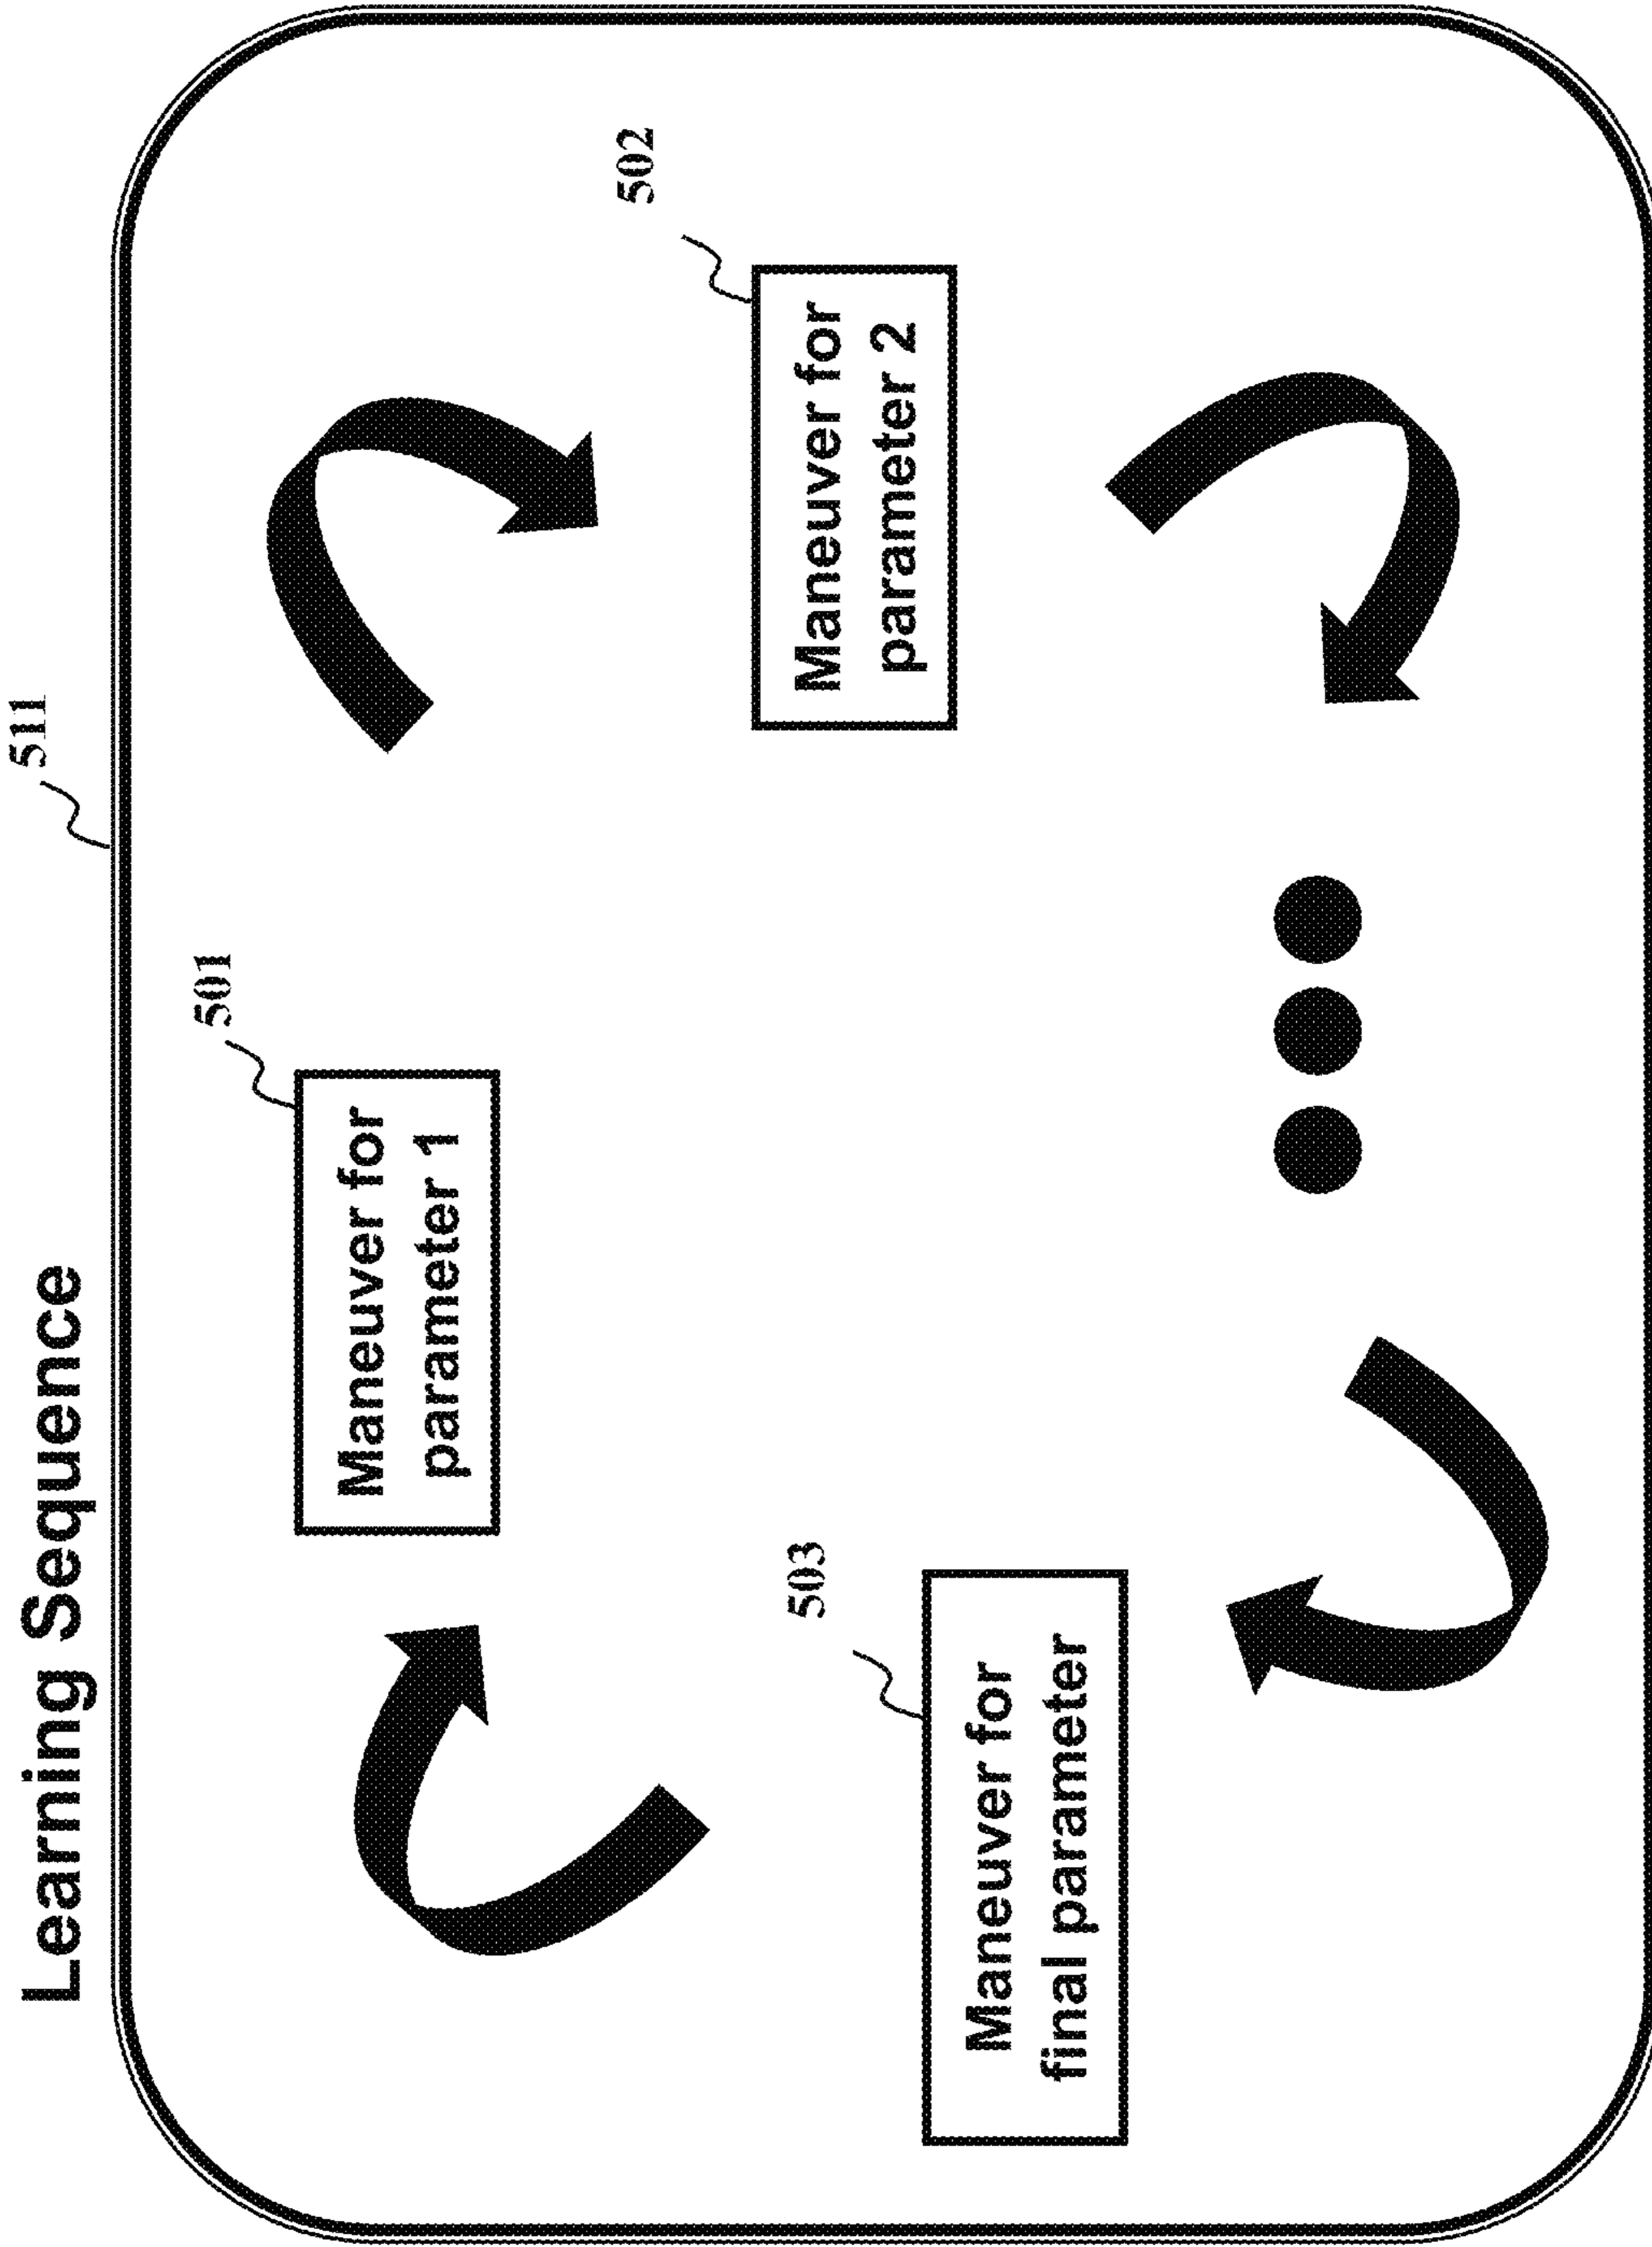 Learning Sequence
511
501
Maneuver for
parameter 1
502
Maneuver for
parameter 2
503
Maneuver for
final parameter